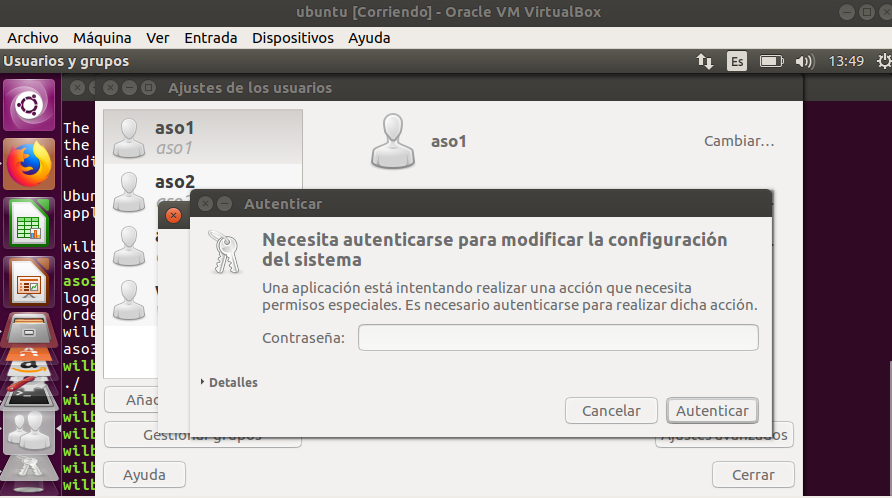 ubuntu [Corriendo] - Oracle VM VirtualBox
Archivo Máquina Ver Entrada Dispositivos Ayuda
Usuarios y grupos
Es
13:49
Ajustes de los usuarios
The
the
indi
Ubun
appl
wilb
aso3
aso3
logo
Orde
wilb
aso3
wilb
./
wilb
wilb
wilb
wilb
wilb
wilb
aso1
aso1
aso2
aso1
Cambiar...
Autenticar
Necesita autenticarse para modificar la configuración
del sistema
Una aplicación está intentando realizar una acción que necesita
permisos especiales. Es necesario autenticarse para realizar dicha acción.
Contraseña:
Detalles
Cancelar
Autenticar
Añad
Gestionar grupos
Ajustes avanzados
Ayuda
Cerrar